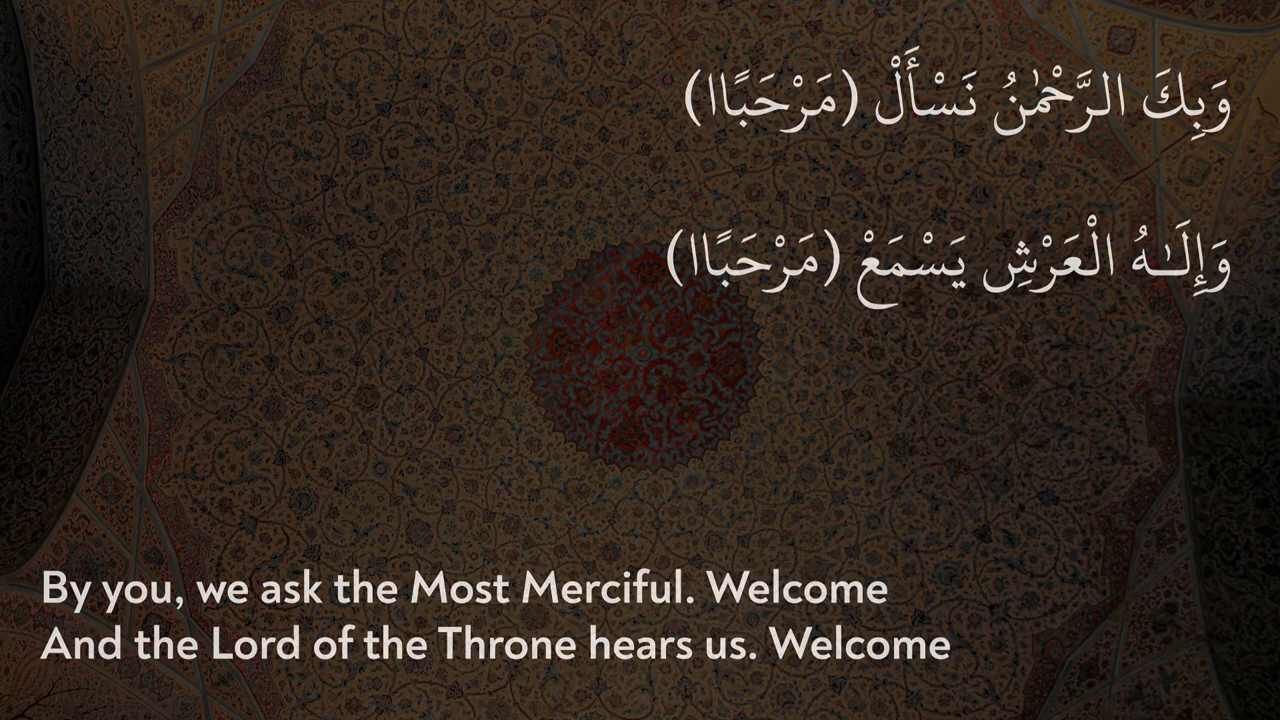 وَبِكَ الرَّحْمٰنُ نَسْأَلْ (مَرْحَبًاا)
وَإِلَـٰهُ الْعَرْشِ يَسْمَعْ (مَرْحَبًاا)
By you, we ask the Most Merciful. Welcome
And the Lord of the Throne hears us. Welcome